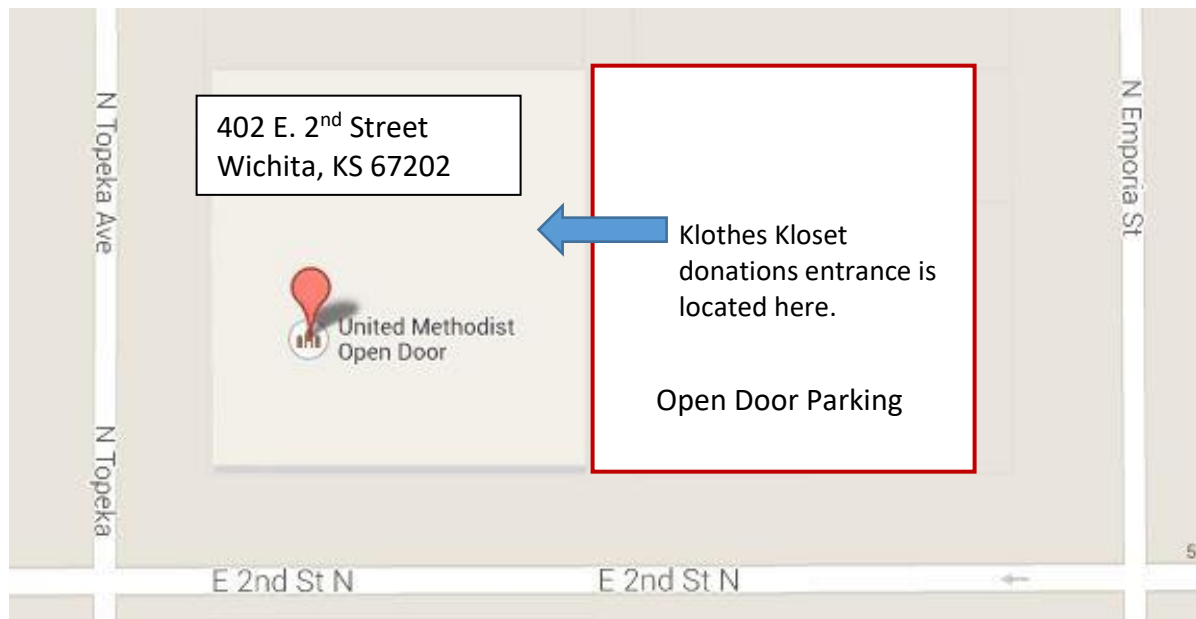 402 E. 2nd Street
Wichita, KS 67202
N Topeka Ave
N Emporia St
Klothes Kloset
donations entrance is
located here.
United Methodist
Open Door
Open Door Parking
N Topeka
E 2nd St N
E 2nd St N
5